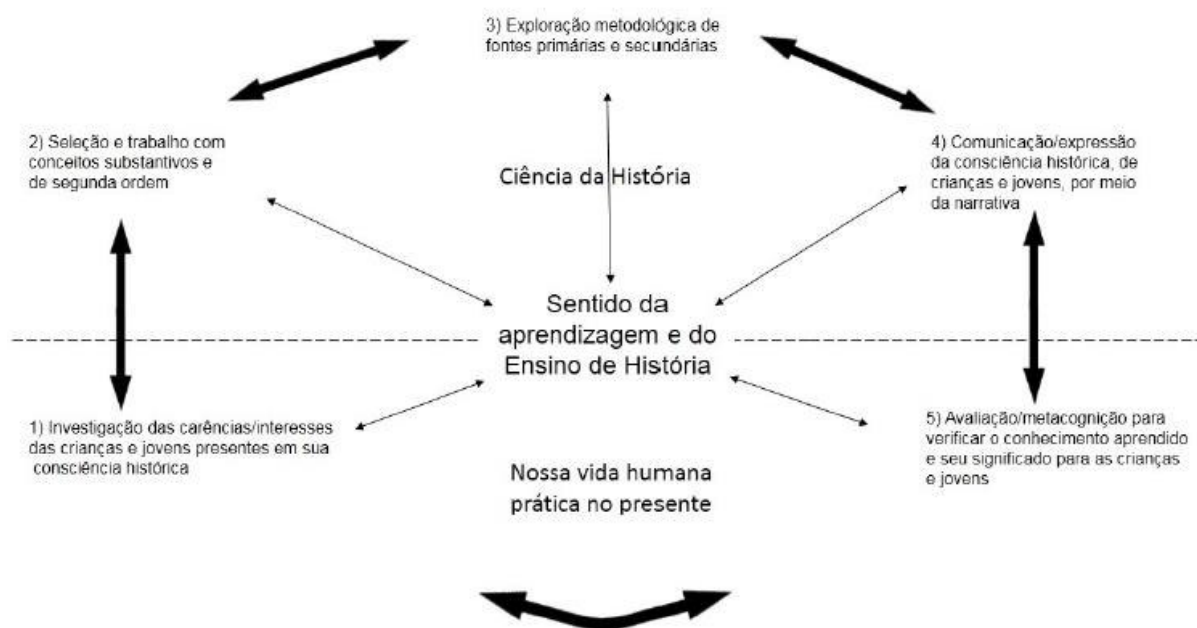 3) Exploração metodológica de
fontes primárias e secundárias
2) Seleção e trabalho com
conceitos substantivos e
de segunda ordem
Ciência da História
4) Comunicação/expressão
da consciência histórica, de
crianças e jovens, por meio
da narrativa
Sentido da
aprendizagem e do
Ensino de História
1) Investigação das carências/interesses
das crianças e jovens presentes em sua
consciência histórica
Nossa vida humana
prática no presente
5) Avaliação/metacognição para
verificar o conhecimento aprendido
e seu significado para as crianças
e jovens